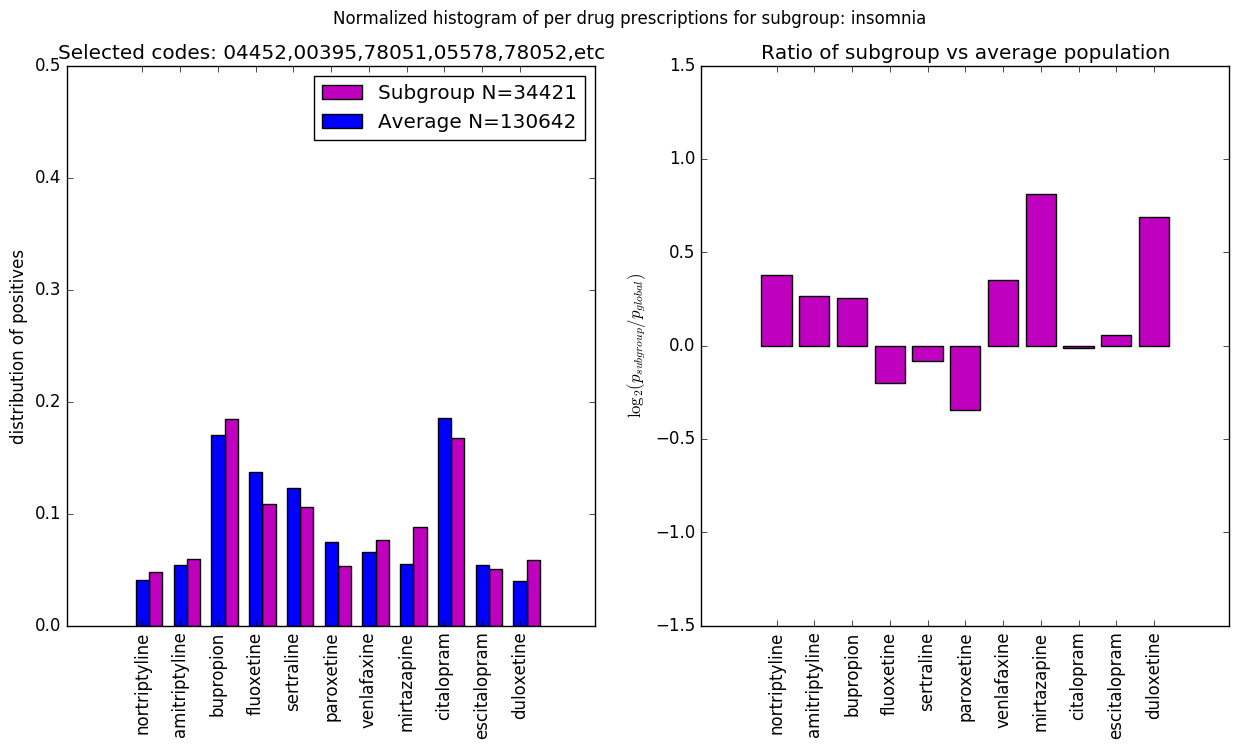 Normalized histogram of per drug prescriptions for subgroup: insomnia
Selected codes: 04452,00395,78051,05578,78052,etc
0.5
0.4
0.3
0.2
0.1
0.0
distribution of positives
Subgroup N=34421
Average N=130642
nortriptyline
amitriptyline
bupropion
fluoxetine
sertraline
paroxetine
venlafaxine
mirtazapine
citalopram
escitalopram
duloxetine
Ratio of subgroup vs average population
1.5
1.0
0.5
0.0
−0.5
−1.0
−1.5
log₂(p_subgroup/p_global)
nortriptyline
amitriptyline
bupropion
fluoxetine
sertraline
paroxetine
venlafaxine
mirtazapine
citalopram
escitalopram
duloxetine